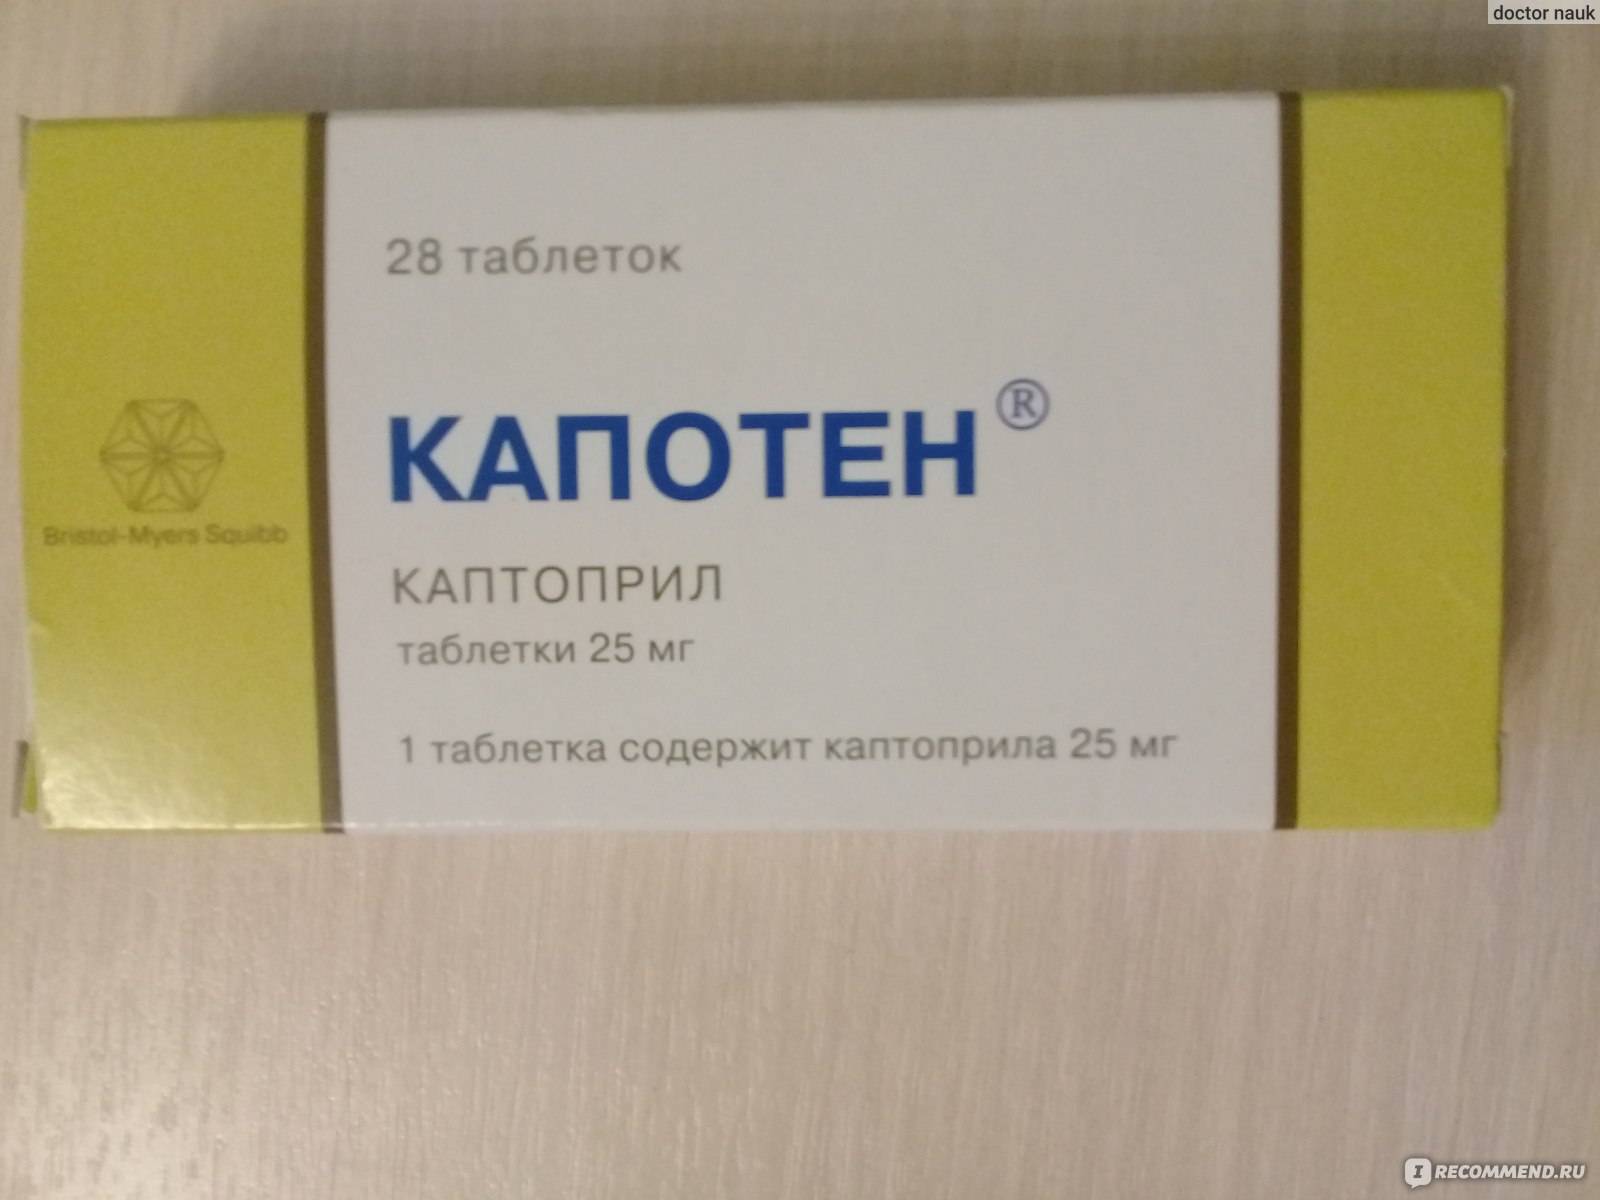 doctor nauk
28 таблеток
КАПОТЕН ®
Bristol-Myers Squibb
КАПТОПРИЛ
таблетки 25 мг
1 таблетка содержит каптоприла 25 мг
IRECOMMEND.RU